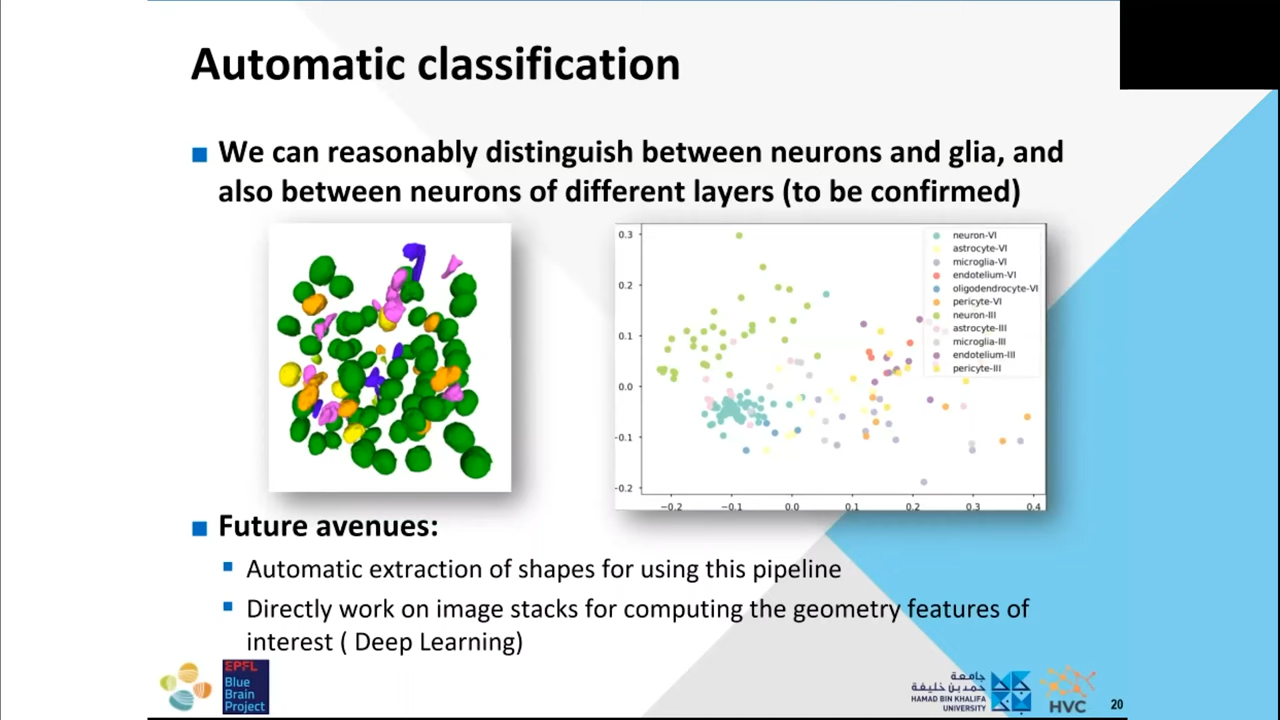 Automatic classification
We can reasonably distinguish between neurons and glia, and
also between neurons of different layers (to be confirmed)
0.3
0.2
0.1
0.0
-0.1
-0.2
−0.2 −0.1 0.0 0.1 0.2 0.3 0.4
neuron-VI
astrocyte-VI
microglia-VI
endotelium-VI
oligodendrocyte-VI
pericyte-VI
neuron-III
astrocyte-III
microglia-III
endotelium-III
pericyte-III
Future avenues:
Automatic extraction of shapes for using this pipeline
Directly work on image stacks for computing the geometry features of
interest ( Deep Learning)
EPFL
Blue
Brain
Project
جامعة
حمد بن خليفة
HAMAD BIN KHALIFA
UNIVERSITY
HVC
20